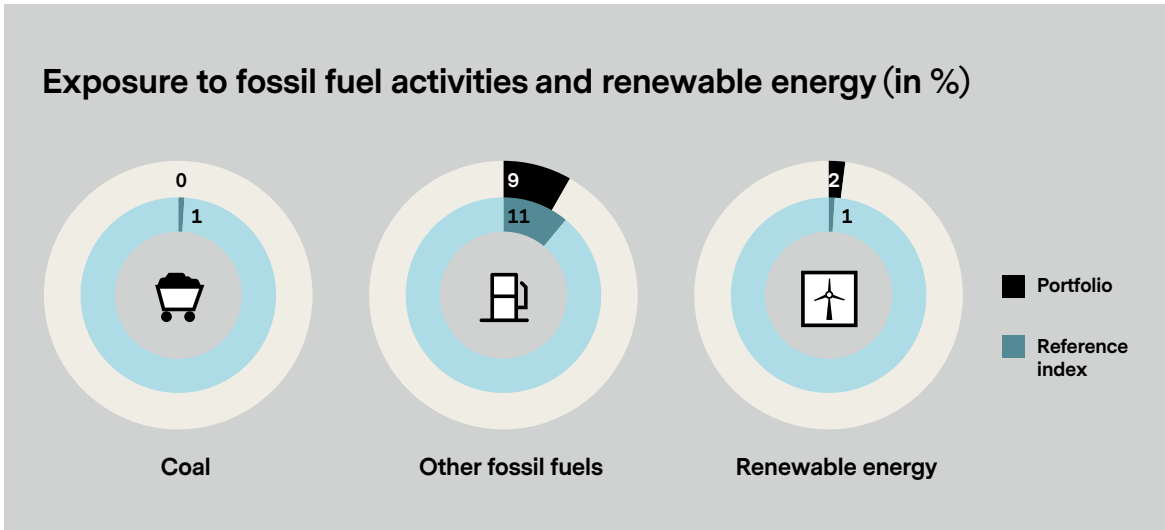 Exposure to fossil fuel activities and renewable energy (in %)
0
1
9
11
2
1
Portfolio
Reference
index
Coal
Other fossil fuels
Renewable energy